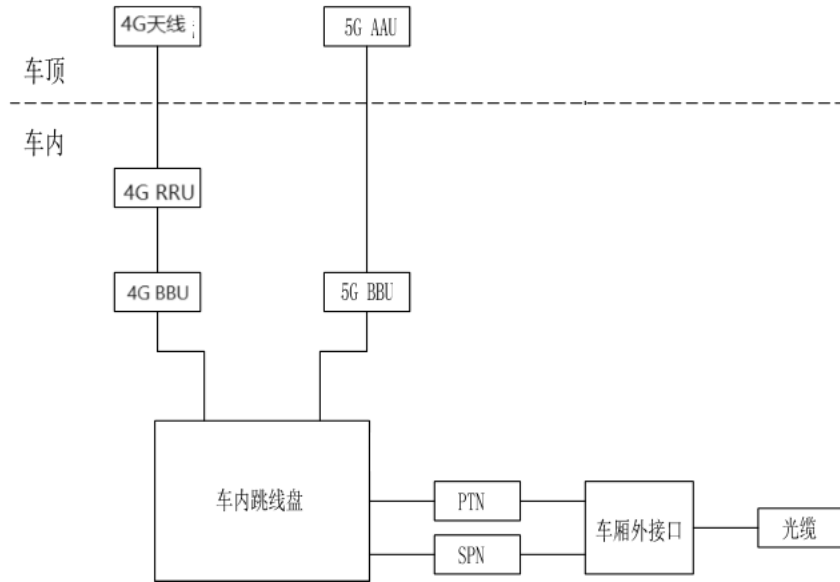 4G天线
5G AAU
车顶
车内
4G RRU
4G BBU
5G BBU
车内跳线盘
PTN
车厢外接口
光缆
SPN